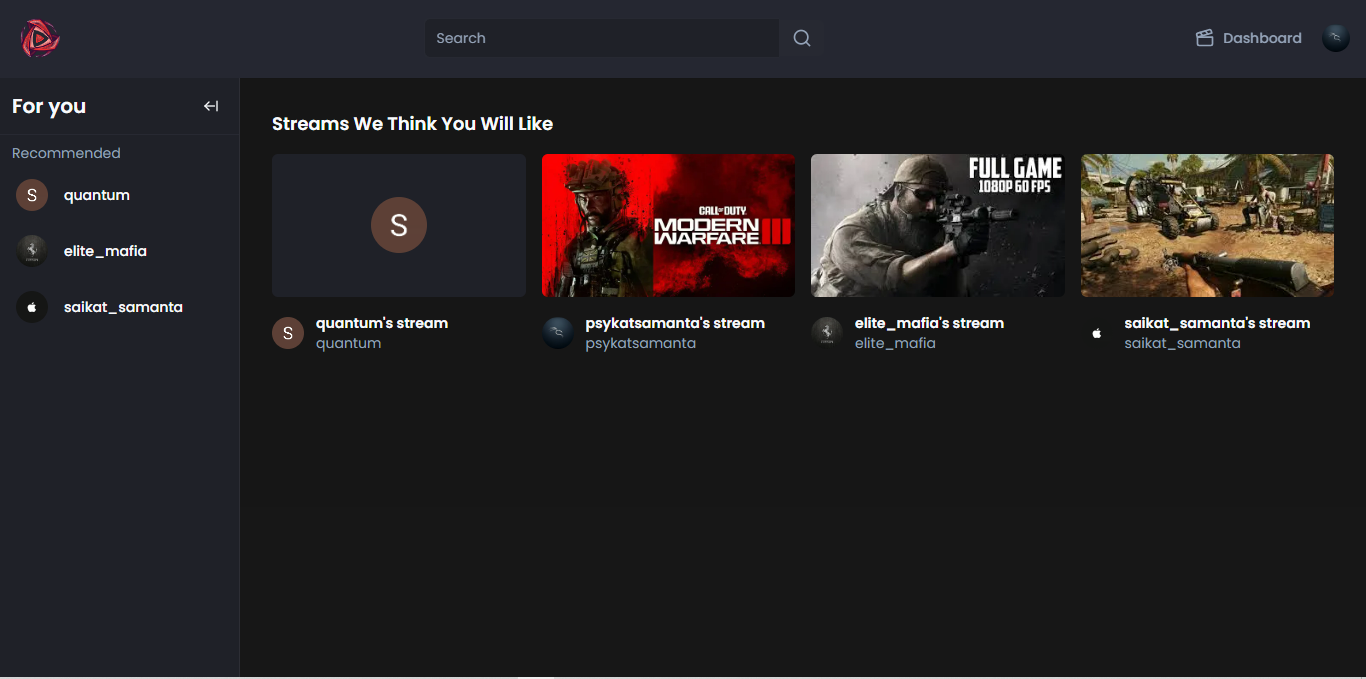 Search
Dashboard
For you
Recommended
S quantum
elite_mafia
saikat_samanta
Streams We Think You Will Like
S
CALL OF DUTY
MODERN
WARFARE III
FULL GAME
1080P 60 FPS
S
quantum's stream
quantum
psykatsamanta's stream
psykatsamanta
elite_mafia's stream
elite_mafia
saikat_samanta's stream
saikat_samanta